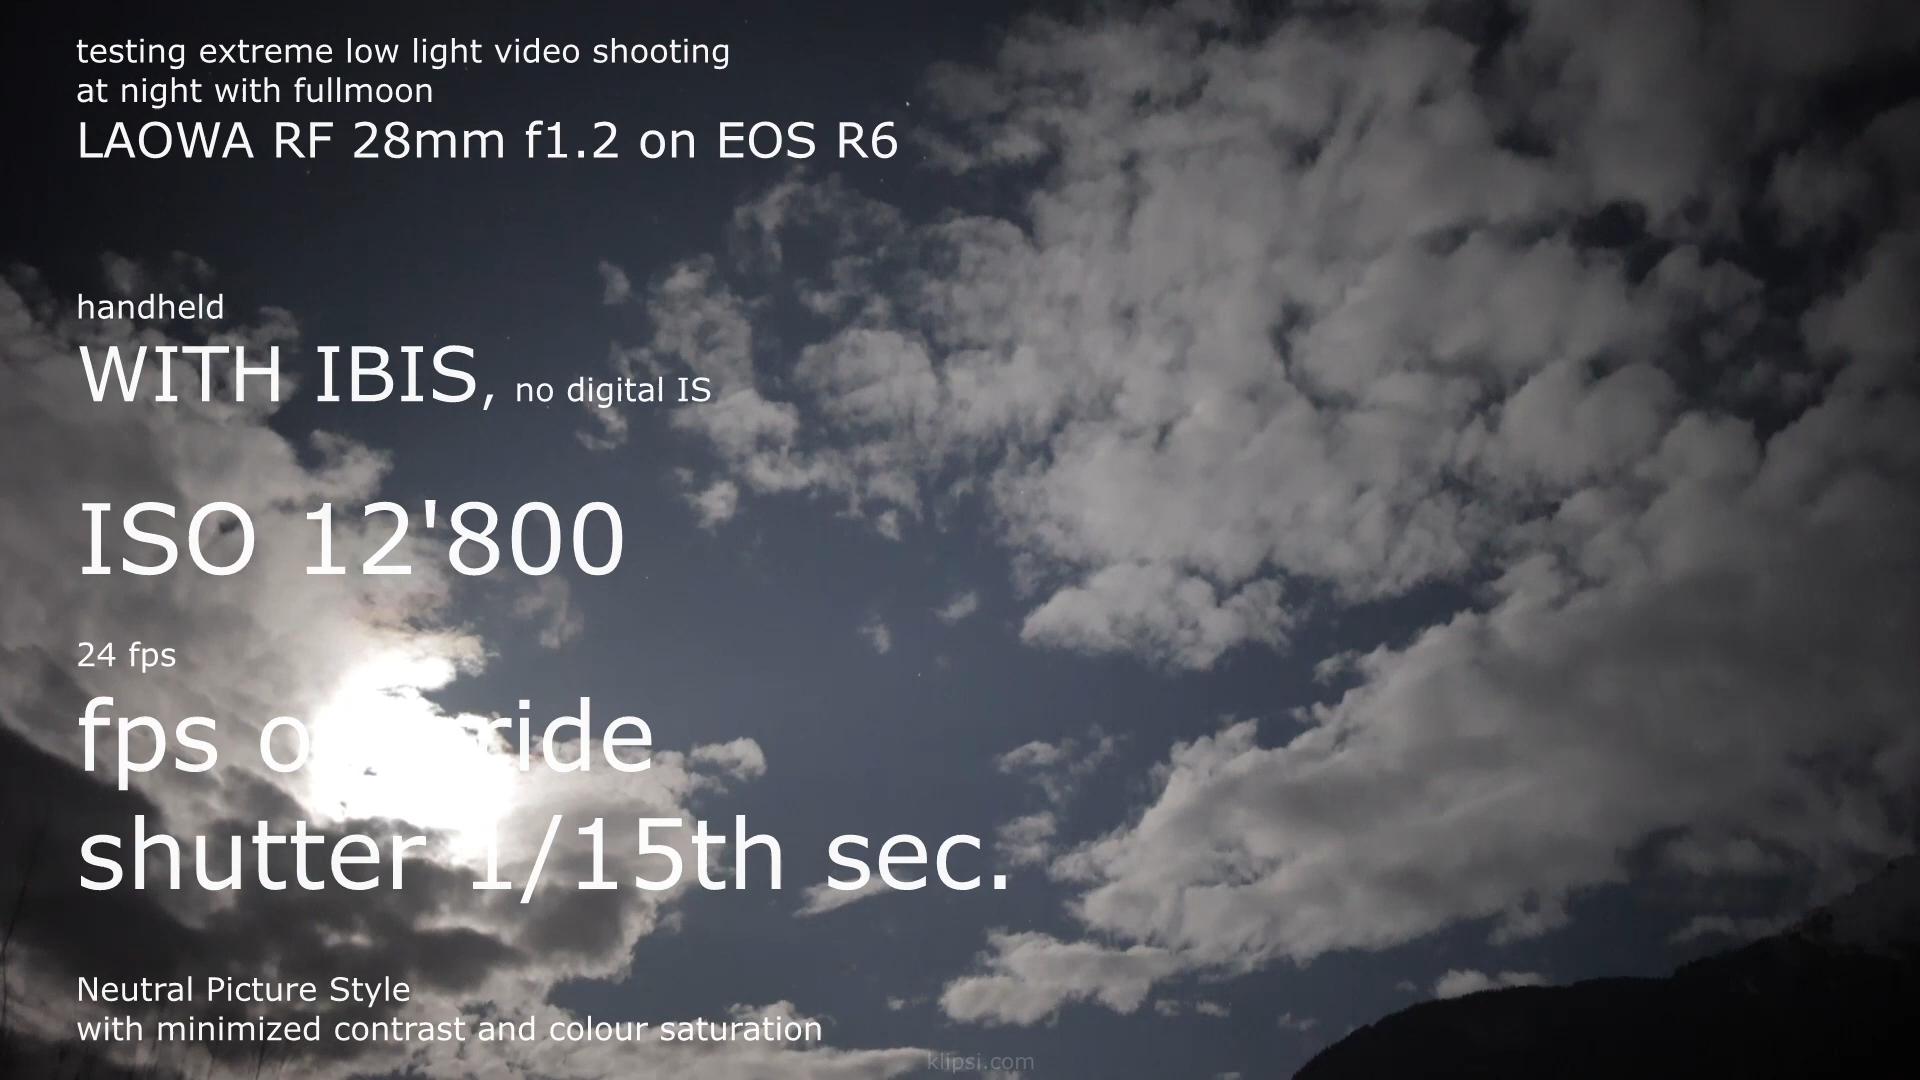 testing extreme low light video shooting
at night with fullmoon
LAOWA RF 28mm f1.2 on EOS R6
handheld
WITH IBIS, no digital IS
ISO 12'800
24 fps
fps
shutter 1/15th sec.
Neutral Picture Style
with minimized contrast and colour saturation
klipsi.com